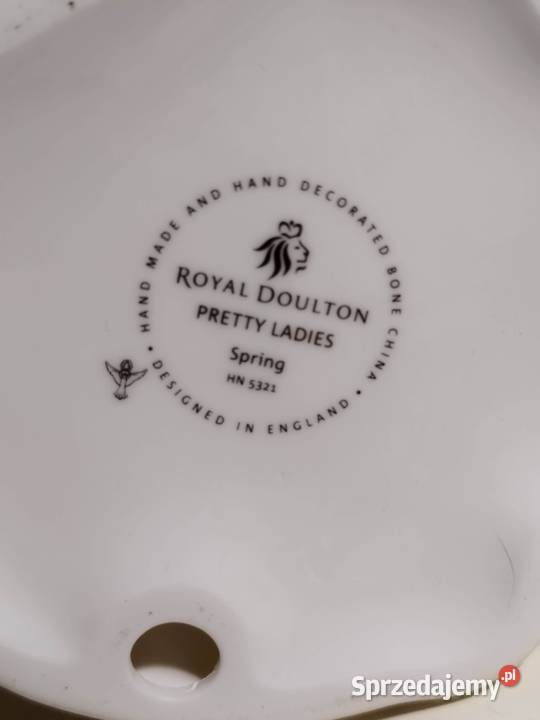 HAND MADE AND HAND DECORATED BONE CHINA
ROYAL DOULTON
PRETTY LADIES
Spring
HN 5321
• DESIGNED IN ENGLAND •
Sprzedajemy.pl